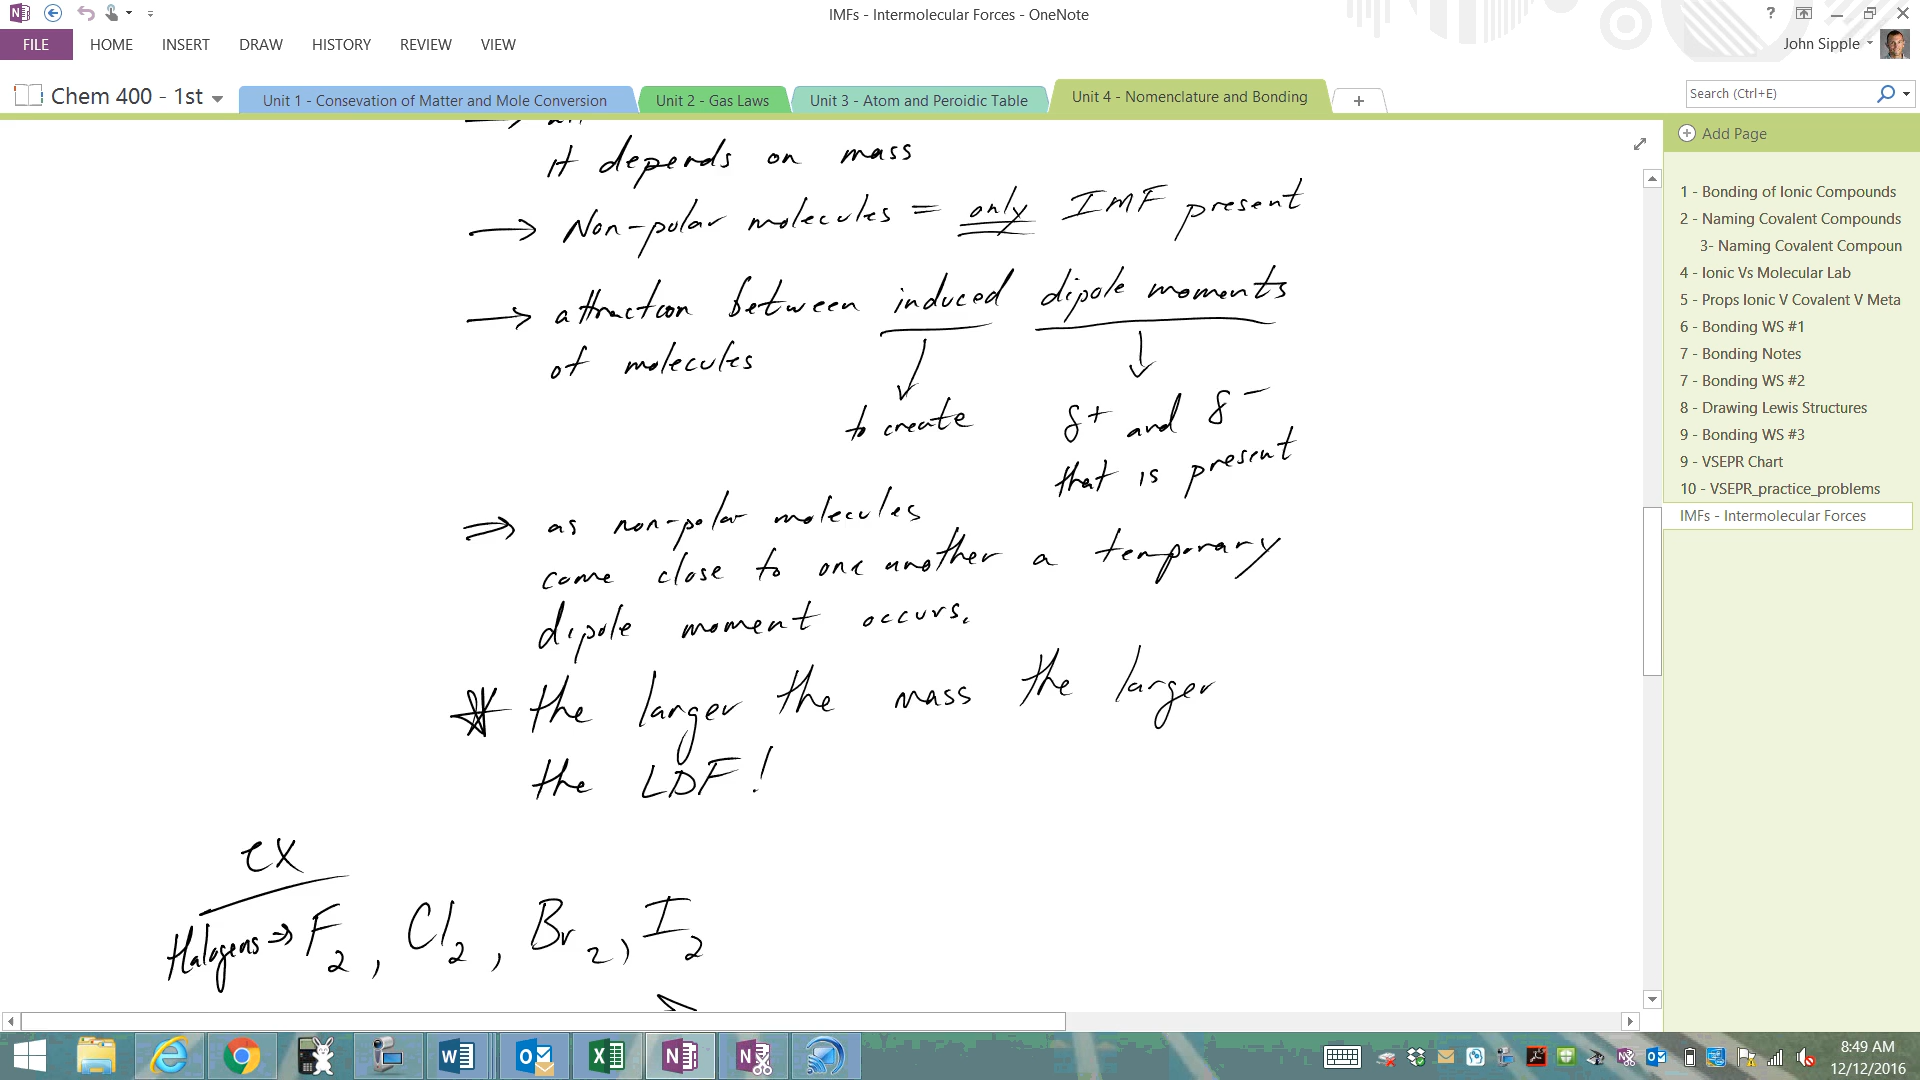 IMFs - Intermolecular Forces - OneNote
FILE HOME INSERT DRAW HISTORY REVIEW VIEW
John Sipple
Chem 400 - 1st
Unit 1 - Consevation of Matter and Mole Conversion
Unit 2 - Gas Laws
Unit 3 - Atom and Peroidic Table
Unit 4 - Nomenclature and Bonding
Search (Ctrl+E)
it depends on mass
→ Non-polar molecules = only IMF present
→ attraction between induced dipole moments
of molecules
to create
δ+ and δ-
that is present
⇒ as non-polar molecules
come close to one another a temporary
dipole moment occurs.
* the larger the mass the larger
the LDF!
ex
Halogens ⇒ F2, Cl2, Br2, I2
Add Page
1 - Bonding of Ionic Compounds
2 - Naming Covalent Compounds
3- Naming Covalent Compoun
4 - Ionic Vs Molecular Lab
5 - Props Ionic V Covalent V Meta
6 - Bonding WS #1
7 - Bonding Notes
7 - Bonding WS #2
8 - Drawing Lewis Structures
9 - Bonding WS #3
9 - VSEPR Chart
10 - VSEPR_practice_problems
IMFs - Intermolecular Forces
8:49 AM
12/12/2016